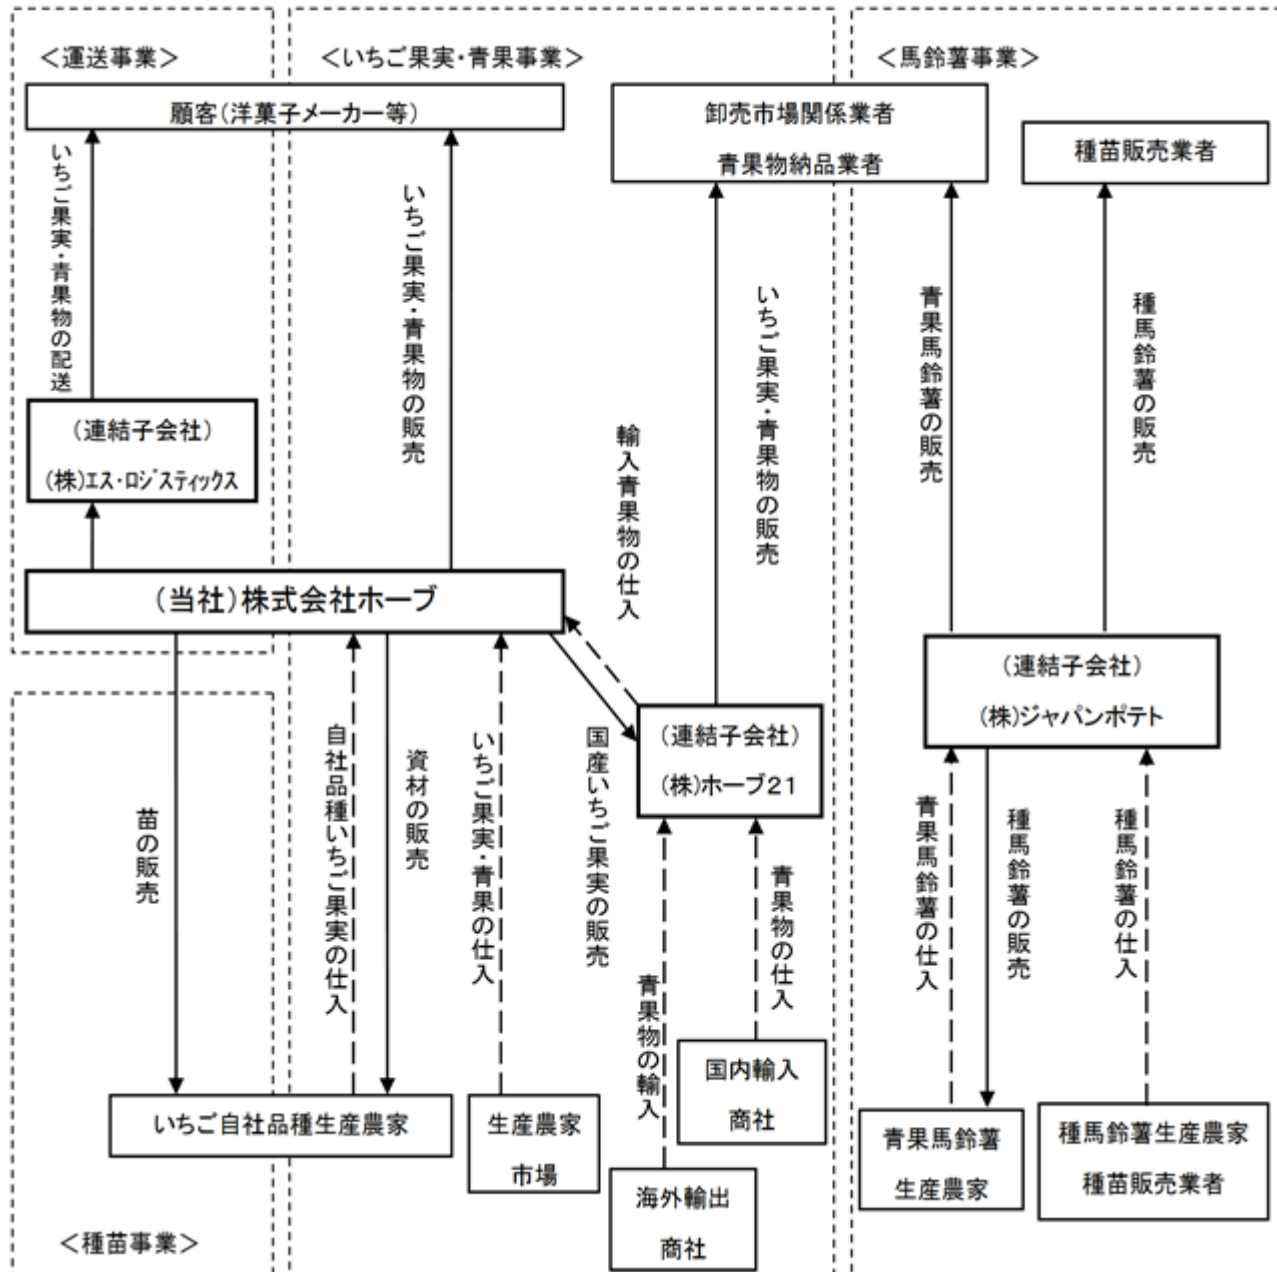 ＜運送事業＞
＜いちご果実・青果事業＞
＜馬鈴薯事業＞
顧客（洋菓子メーカー等）
卸売市場関係業者
青果物納品業者
種苗販売業者
いちご果実・青果物の配送
いちご果実・青果物の販売
輸入青果物の仕入
いちご果実・青果物の販売
青果馬鈴薯の販売
種馬鈴薯の販売
（連結子会社）
（株）エス・ロジスティックス
（当社）株式会社ホーブ
（連結子会社）
（株）ホーブ２１
（連結子会社）
（株）ジャパンポテト
苗の販売
自社品種いちご果実の仕入
資材の販売
いちご果実・青果の仕入
国産いちご果実の販売
青果物の輸入
青果物の仕入
青果馬鈴薯の仕入
種馬鈴薯の販売
種馬鈴薯の仕入
いちご自社品種生産農家
生産農家
市場
海外輸出
商社
国内輸入
商社
青果馬鈴薯
生産農家
種馬鈴薯生産農家
種苗販売業者
＜種苗事業＞